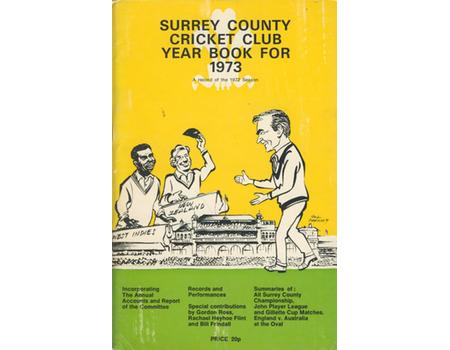 SURREY COUNTY
CRICKET CLUB
YEAR BOOK FOR
1973
A record of the 1972 Season
NEW
ZEALAND
WEST INDIES
Incorporating
The Annual
Accounts and Report
of the Committee
Records and
Performances
Special contributions
by Gordon Ross,
Rachael Heyhoe Flint
and Bill Frindall
Summaries of:
All Surrey County
Championship,
John Player League
and Gillette Cup Matches.
England v. Australia
at the Oval
PRICE 20p